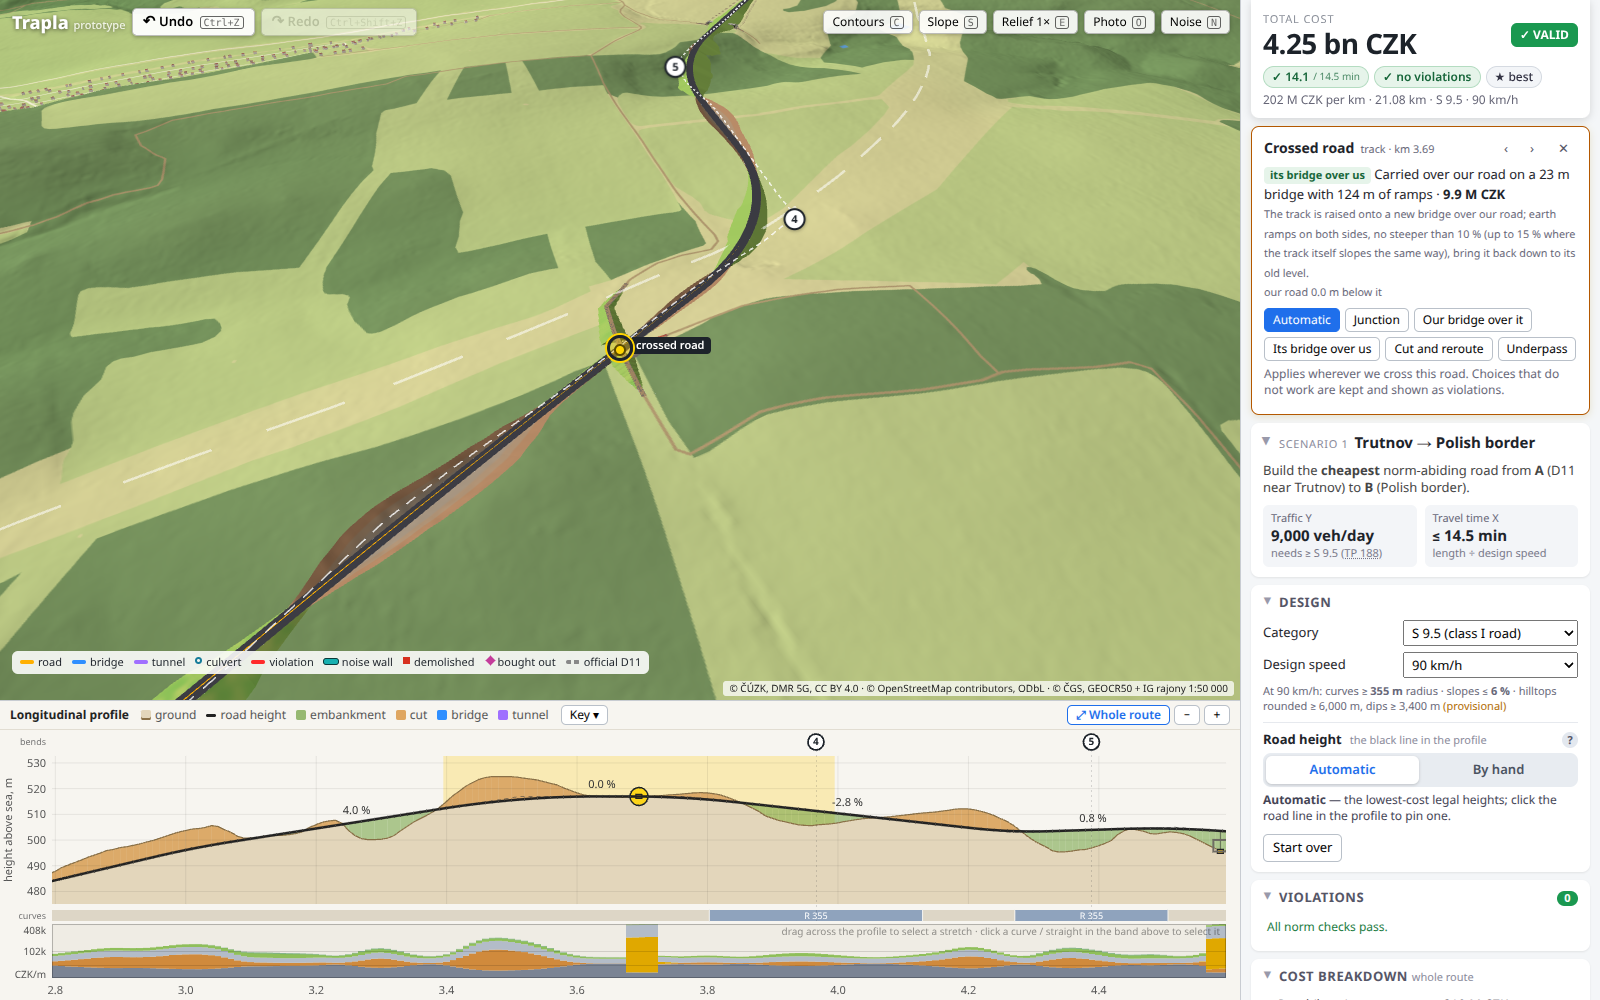 Trapla prototype
↶ Undo Ctrl+Z
↷ Redo Ctrl+Shift+Z
Contours C
Slope S
Relief 1× E
Photo O
Noise N
5
4
crossed road
road
bridge
tunnel
culvert
violation
noise wall
demolished
bought out
official D11
© ČÚZK, DMR 5G, CC BY 4.0 · © OpenStreetMap contributors, ODbL · © ČGS, GEOCR50 + IG rajony 1:50 000
Longitudinal profile
ground
road height
embankment
cut
bridge
tunnel
Key ▾
⤢ Whole route
−
+
bends
4
5
height above sea, m
530
520
510
500
490
480
4.0 %
0.0 %
-2.8 %
0.8 %
curves
R 355
R 355
408k
102k
CZK/m
drag across the profile to select a stretch · click a curve / straight in the band above to select it
2.8 3.0 3.2 3.4 3.6 3.8 4.0 4.2 4.4
TOTAL COST
4.25 bn CZK
✓ VALID
✓ 14.1 / 14.5 min
✓ no violations
★ best
202 M CZK per km · 21.08 km · S 9.5 · 90 km/h
Crossed road track · km 3.69
‹ › ✕
its bridge over us Carried over our road on a 23 m
bridge with 124 m of ramps · 9.9 M CZK
The track is raised onto a new bridge over our road; earth
ramps on both sides, no steeper than 10 % (up to 15 % where
the track itself slopes the same way), bring it back down to its
old level.
our road 0.0 m below it
Automatic
Junction
Our bridge over it
Its bridge over us
Cut and reroute
Underpass
Applies wherever we cross this road. Choices that do
not work are kept and shown as violations.
SCENARIO 1 Trutnov → Polish border
Build the cheapest norm-abiding road from A (D11
near Trutnov) to B (Polish border).
Traffic Y
9,000 veh/day
needs ≥ S 9.5 (TP 188)
Travel time X
≤ 14.5 min
length ÷ design speed
DESIGN
Category
S 9.5 (class I road)
Design speed
90 km/h
At 90 km/h: curves ≥ 355 m radius · slopes ≤ 6 % · hilltops
rounded ≥ 6,000 m, dips ≥ 3,400 m (provisional)
Road height the black line in the profile
?
Automatic
By hand
Automatic — the lowest-cost legal heights; click the
road line in the profile to pin one.
Start over
VIOLATIONS
0
All norm checks pass.
COST BREAKDOWN whole route